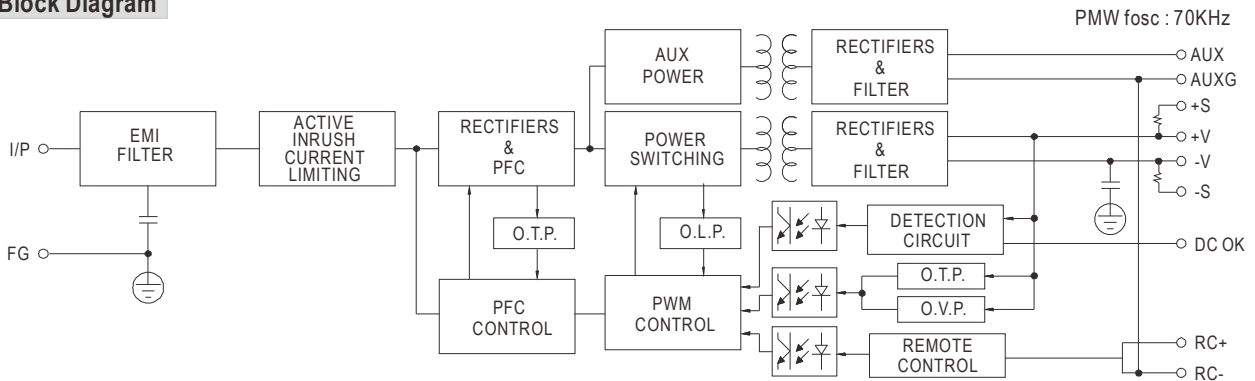 Block Diagram
PMW fosc : 70KHz
I/P
EMI
FILTER
FG
ACTIVE
INRUSH
CURRENT
LIMITING
RECTIFIERS
&
PFC
O.T.P.
PFC
CONTROL
AUX
POWER
POWER
SWITCHING
O.L.P.
PWM
CONTROL
RECTIFIERS
&
FILTER
RECTIFIERS
&
FILTER
DETECTION
CIRCUIT
O.T.P.
O.V.P.
REMOTE
CONTROL
AUX
AUXG
+S
+V
-V
-S
DC OK
RC+
RC-